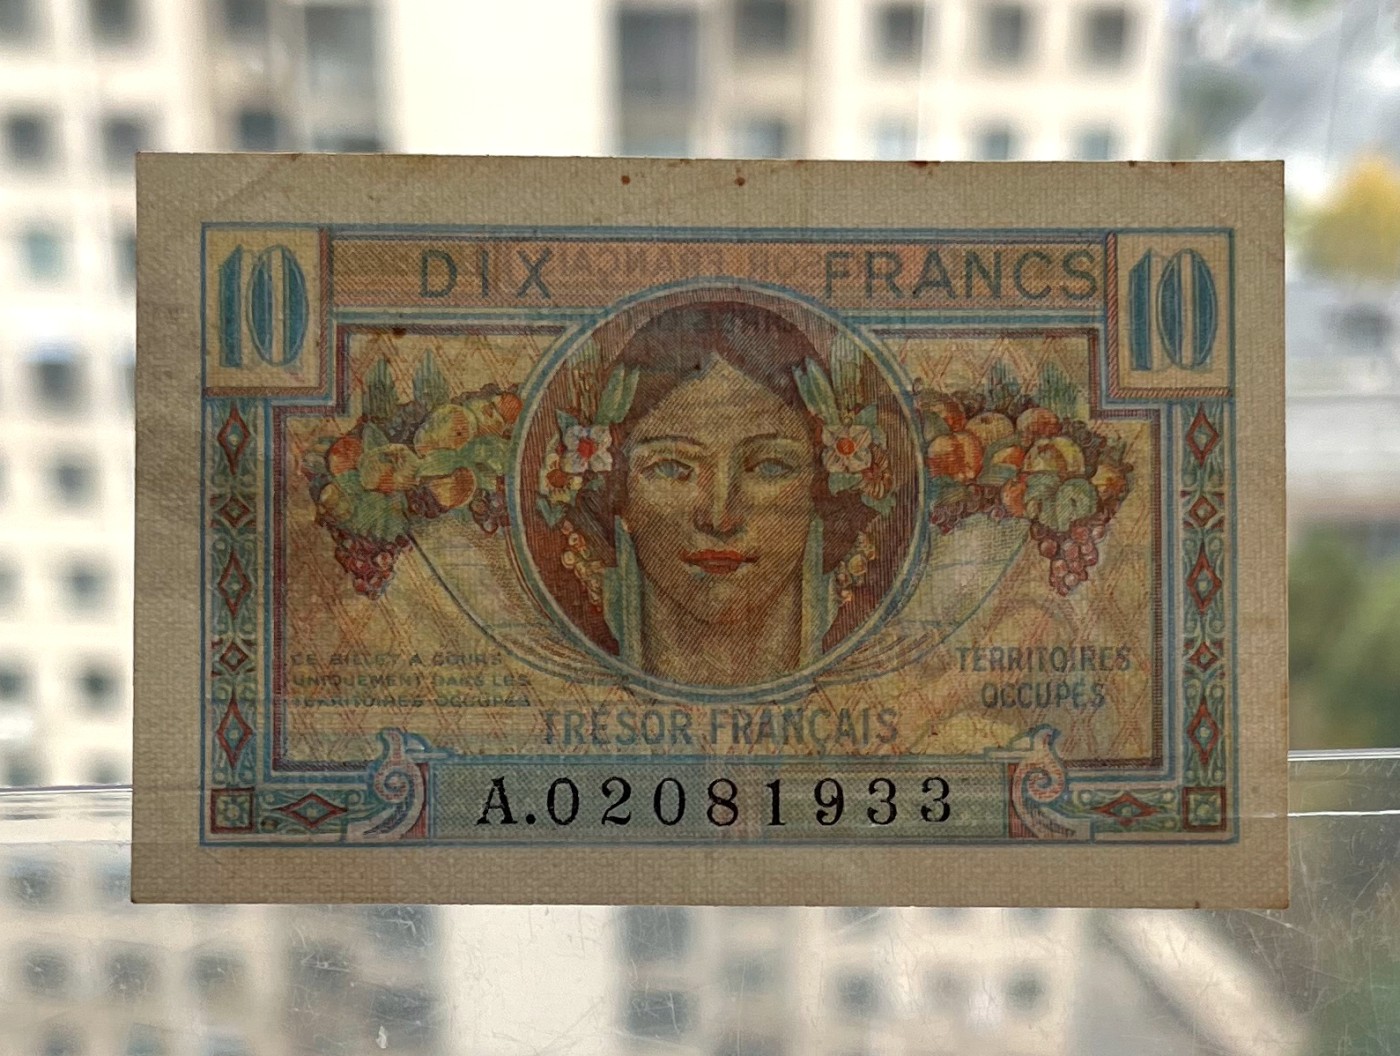 10 DIX FRANCS 10
CE BILLET A COURS
UNIQUEMENT DANS LES
TERRITOIRES OCCUPÉS
TERRITOIRES
OCCUPÉS
TRÉSOR FRANÇAIS
A.02081933